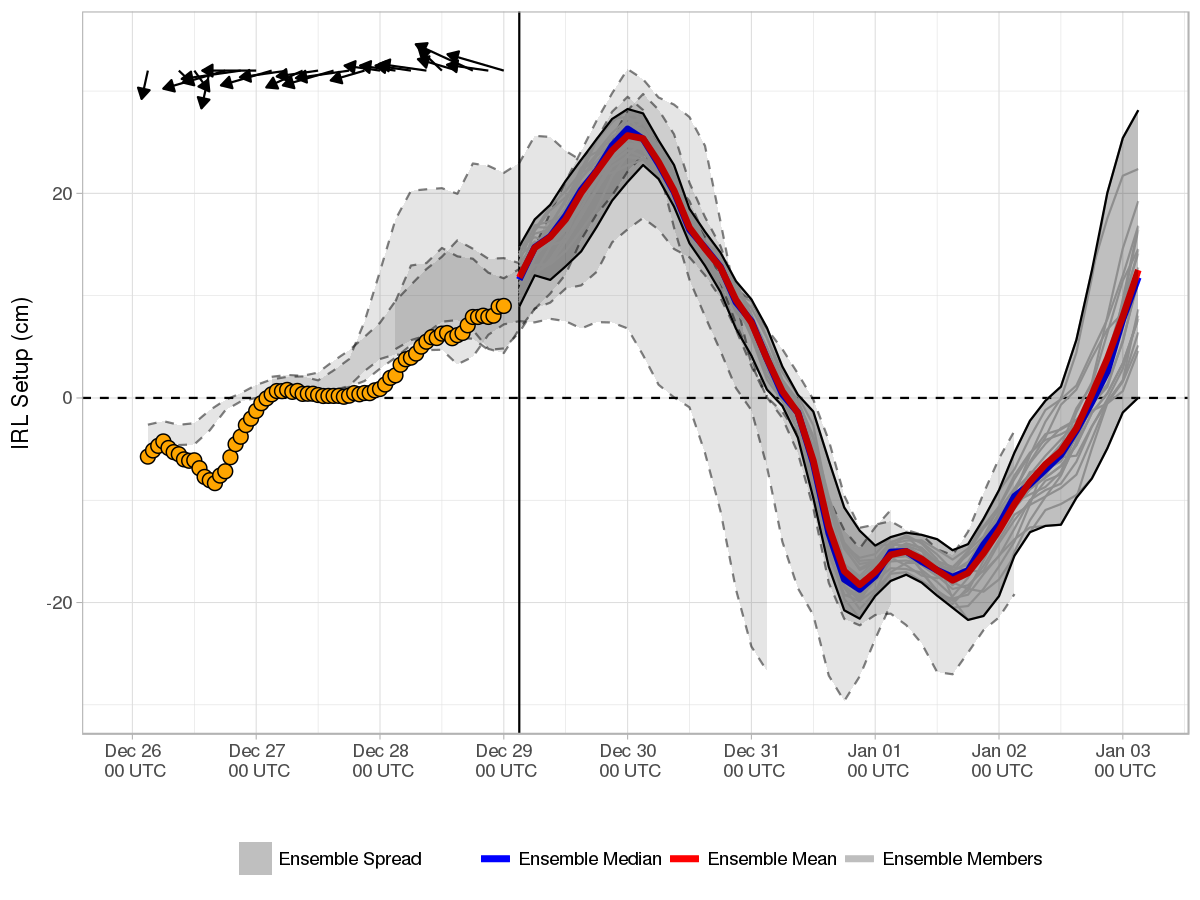 IRL Setup (cm)
20
0
-20
Dec 26 Dec 27 Dec 28 Dec 29 Dec 30 Dec 31 Jan 01 Jan 02 Jan 03
00 UTC 00 UTC 00 UTC 00 UTC 00 UTC 00 UTC 00 UTC 00 UTC 00 UTC
Ensemble Spread Ensemble Median Ensemble Mean Ensemble Members